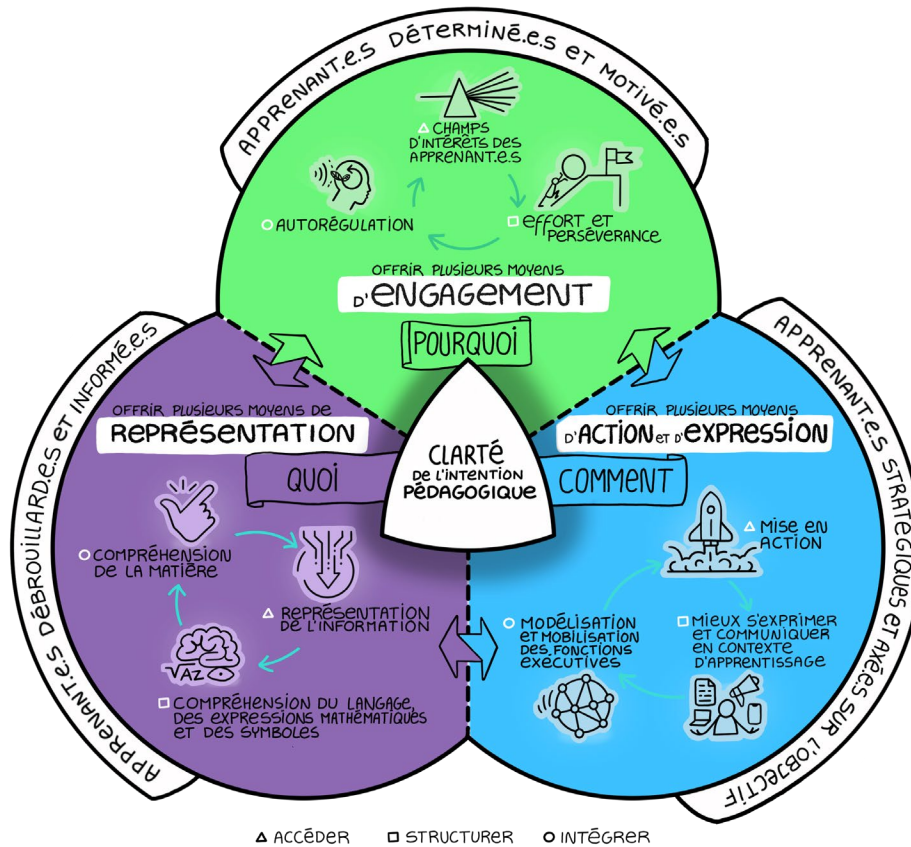 APPRENANT.E.S DÉTERMINÉ.E.S ET MOTIVÉ.E.S
CHAMPS
D'INTÉRÊTS DES
APPRENANT.E.S
AUTORÉGULATION
EFFORT ET
PERSÉVERANCE
OFFRIR PLUSIEURS MOYENS
D'ENGAGEMENT
POURQUOI
APPRENANT.E.S DÉBROUILLARD.E.S ET INFORMÉ.E.S
OFFRIR PLUSIEURS MOYENS DE
REPRÉSENTATION
QUOI
COMPRÉHENSION
DE LA MATIÈRE
REPRÉSENTATION
DE L'INFORMATION
√AZ
COMPRÉHENSION DU LANGAGE,
DES EXPRESSIONS MATHÉMATIQUES
ET DES SYMBOLES
CLARTÉ
DE L'INTENTION
PÉDAGOGIQUE
APPRENANT.E.S STRATÉGIQUES ET AXÉ.E.S SUR L'OBJECTIF
OFFRIR PLUSIEURS MOYENS
D'ACTION ET D'EXPRESSION
COMMENT
MISE EN
ACTION
MODÉLISATION
ET MOBILISATION
DES FONCTIONS
EXÉCUTIVES
MIEUX S'EXPRIMER
ET COMMUNIQUER
EN CONTEXTE
D'APPRENTISSAGE
ACCÉDER STRUCTURER INTÉGRER